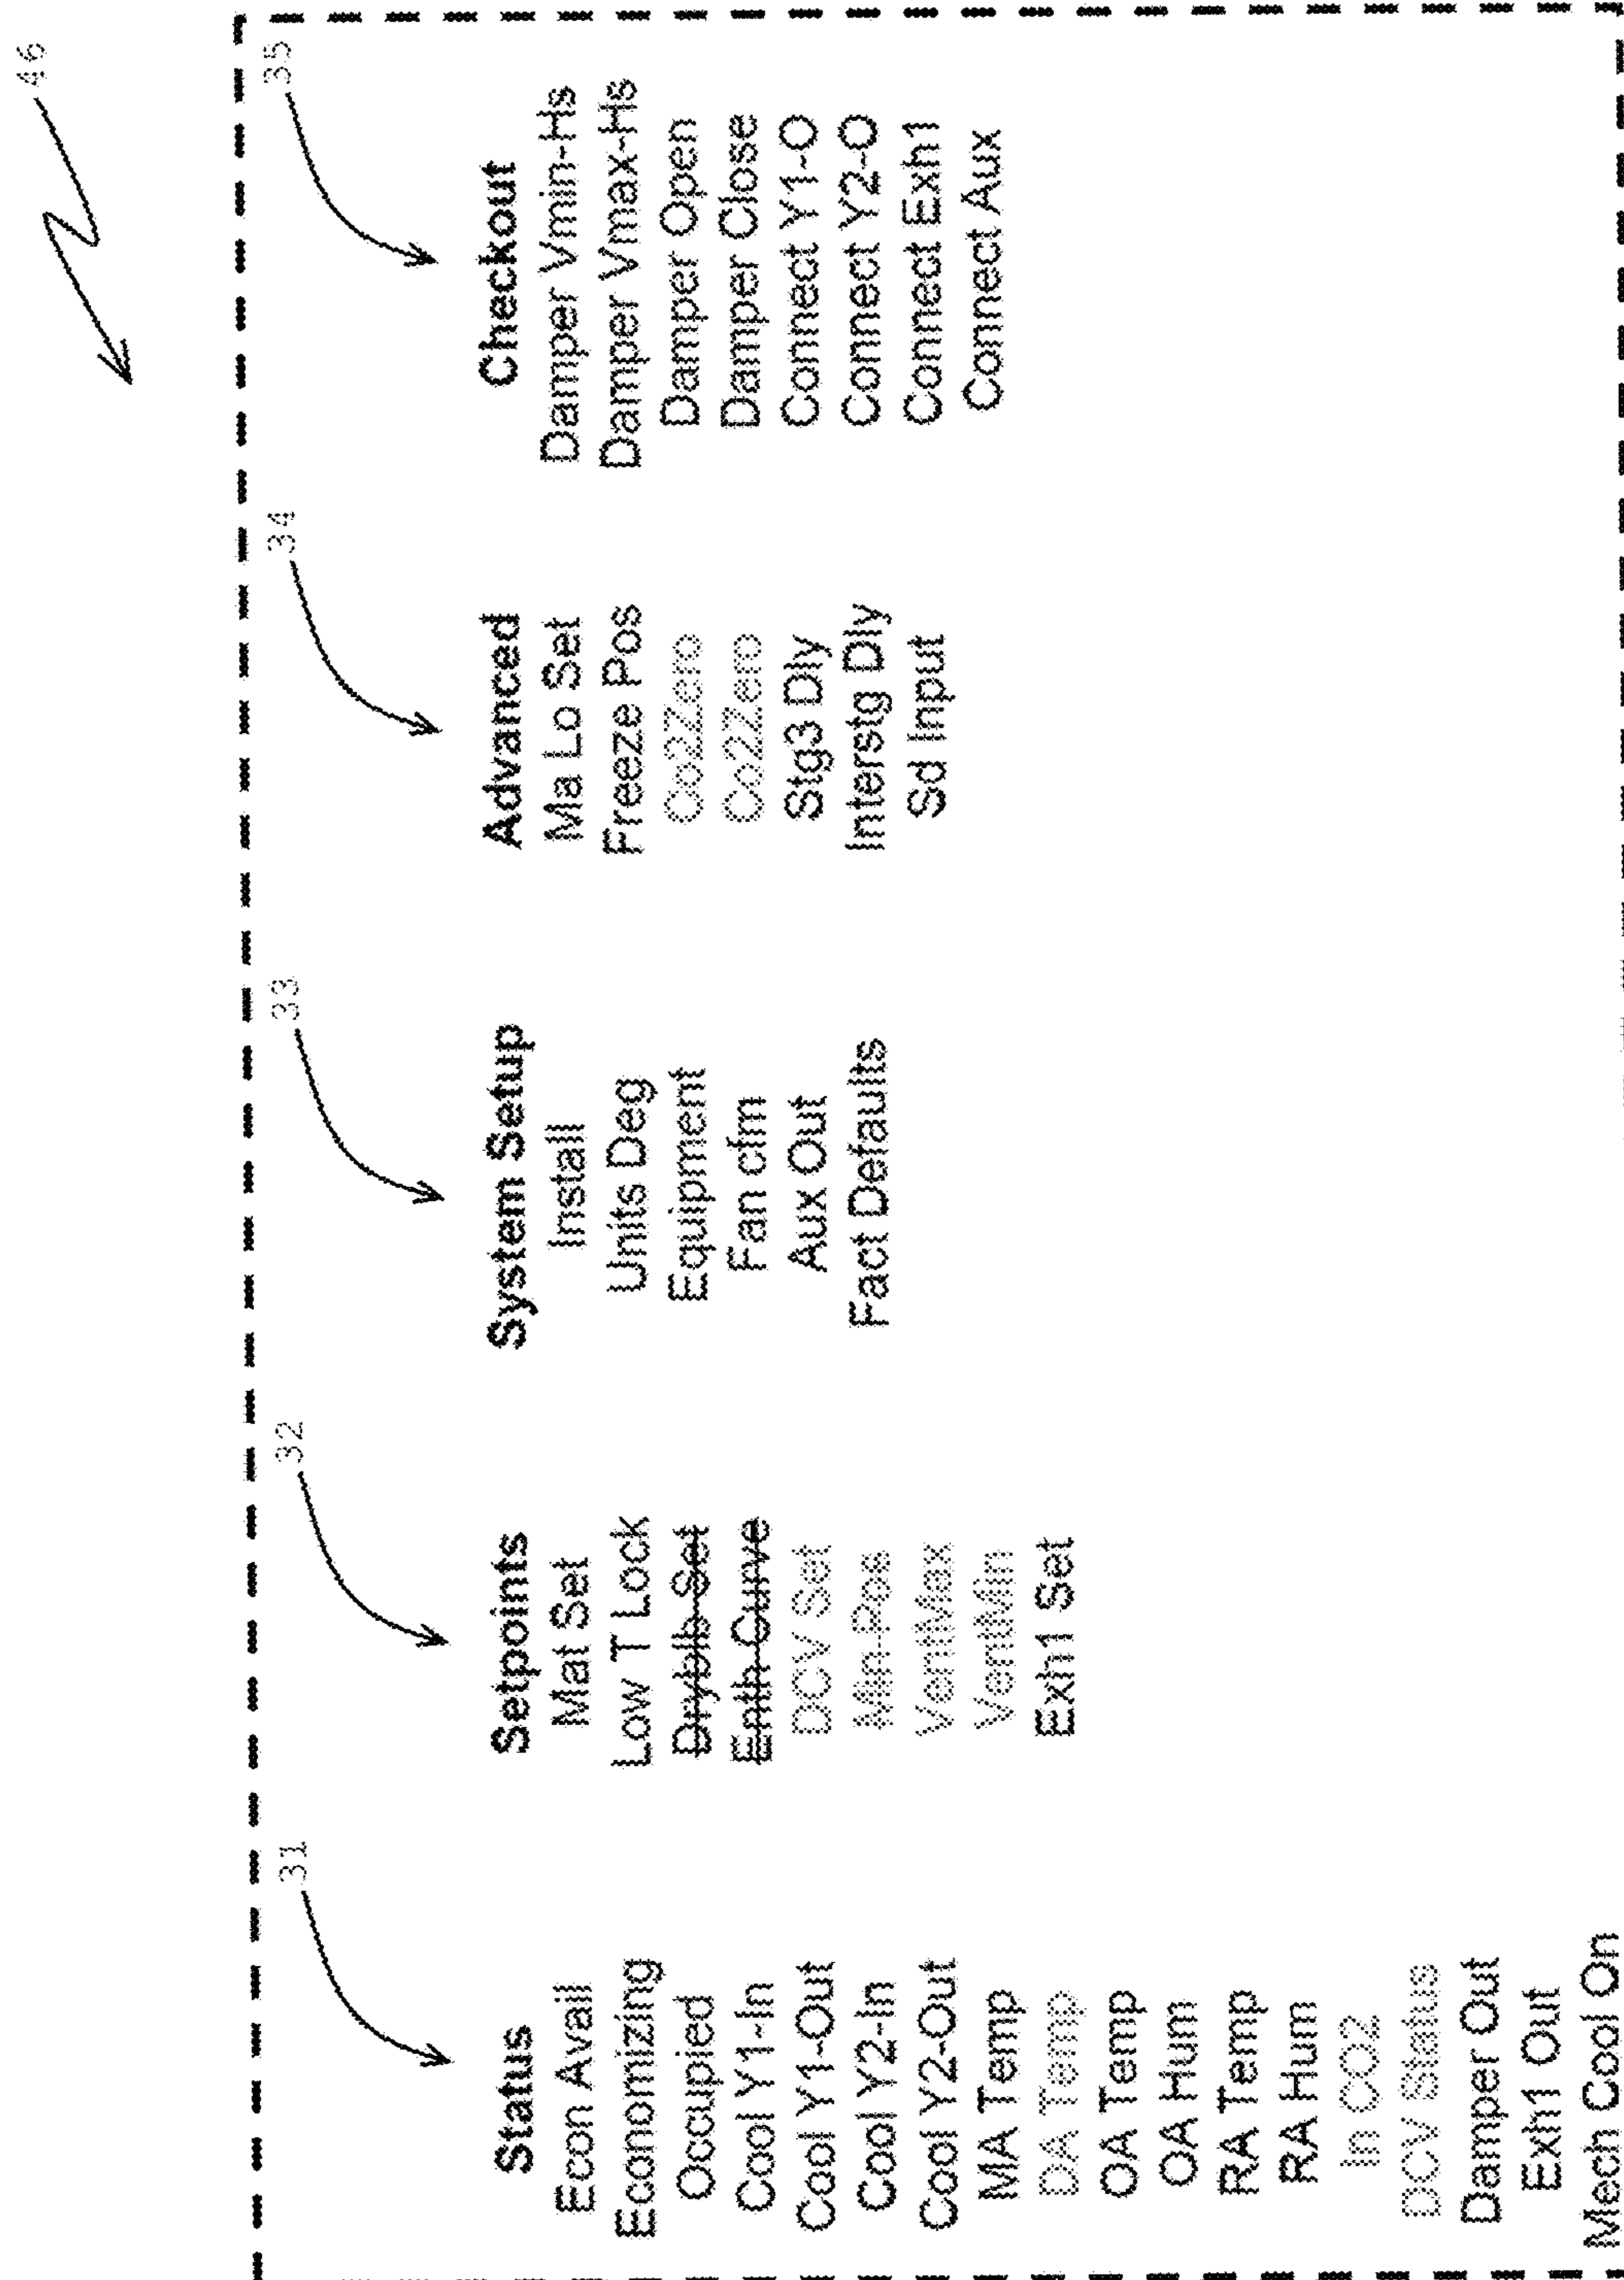 46
31
Status
Econ Avail
Economizing
Occupied
Cool Y1-In
Cool Y1-Out
Cool Y2-In
Cool Y2-Out
MA Temp
DA Temp
OA Temp
OA Hum
RA Temp
RA Hum
In CO2
DCV Status
Damper Out
Exh1 Out
Mech Cool On
32
Setpoints
Mat Set
Low T Lock
Dryblb Set
Enth Curve
DCV Set
Min Pos
VentMax
VentMin
Exh1 Set
33
System Setup
Install
Units Deg
Equipment
Fan cfm
Aux Out
Fact Defaults
34
Advanced
Ma Lo Set
Freeze Pos
Co2Zero
Co2Zero
Stg3 Dly
Interstg Dly
Sd Input
35
Checkout
Damper Vmin-Hs
Damper Vmax-Hs
Damper Open
Damper Close
Connect Y1-O
Connect Y2-O
Connect Exh1
Connect Aux